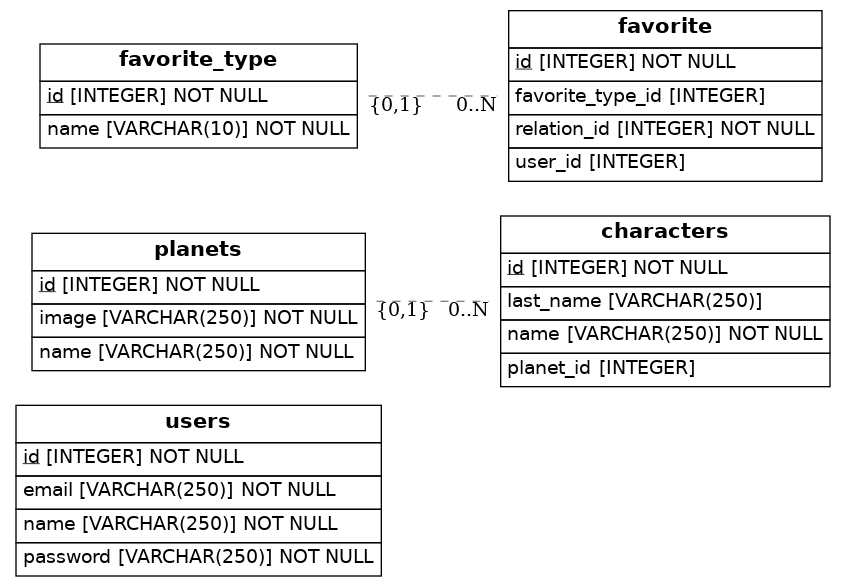 favorite_type
id [INTEGER] NOT NULL
name [VARCHAR(10)] NOT NULL
{0,1}
0..N
favorite
id [INTEGER] NOT NULL
favorite_type_id [INTEGER]
relation_id [INTEGER] NOT NULL
user_id [INTEGER]
planets
id [INTEGER] NOT NULL
image [VARCHAR(250)] NOT NULL
name [VARCHAR(250)] NOT NULL
{0,1}
0..N
characters
id [INTEGER] NOT NULL
last_name [VARCHAR(250)]
name [VARCHAR(250)] NOT NULL
planet_id [INTEGER]
users
id [INTEGER] NOT NULL
email [VARCHAR(250)] NOT NULL
name [VARCHAR(250)] NOT NULL
password [VARCHAR(250)] NOT NULL